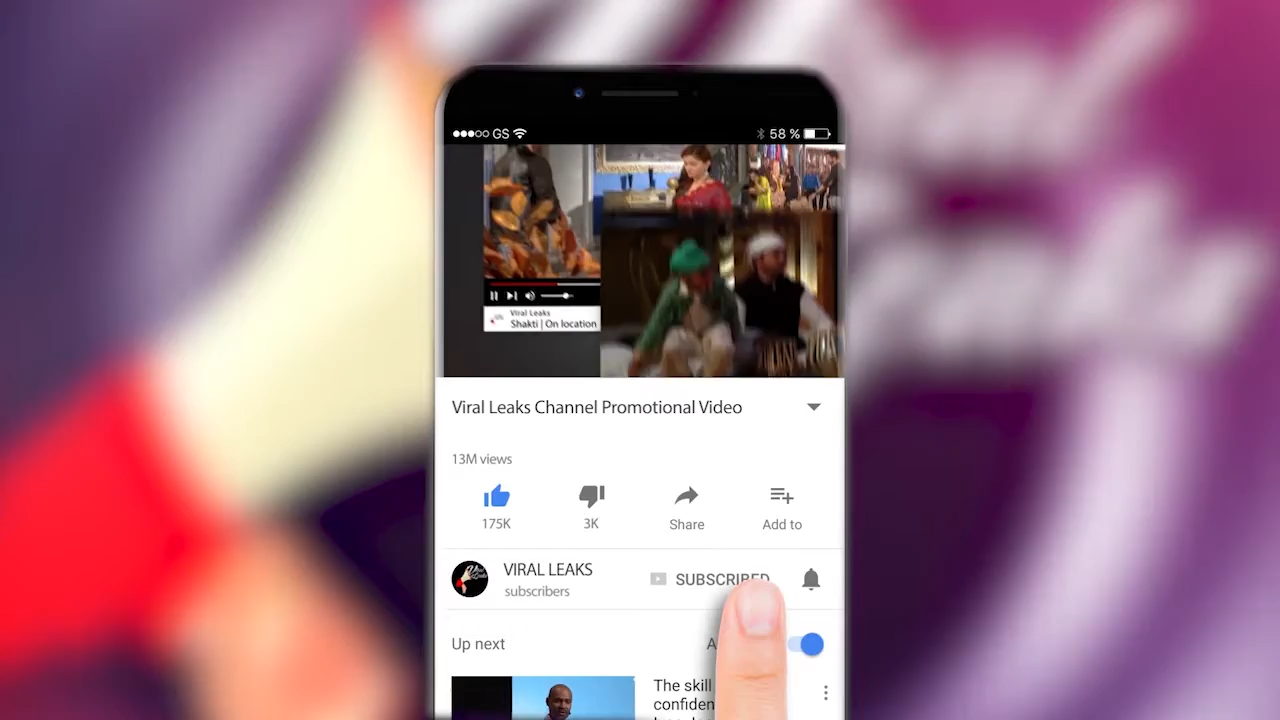 GS
58 %
Viral Leaks
Shakti | On location
Viral Leaks Channel Promotional Video
13M views
175K
3K
Share
Add to
VIRAL LEAKS
subscribers
SUBSCRIBED
Up next
The skill
confiden